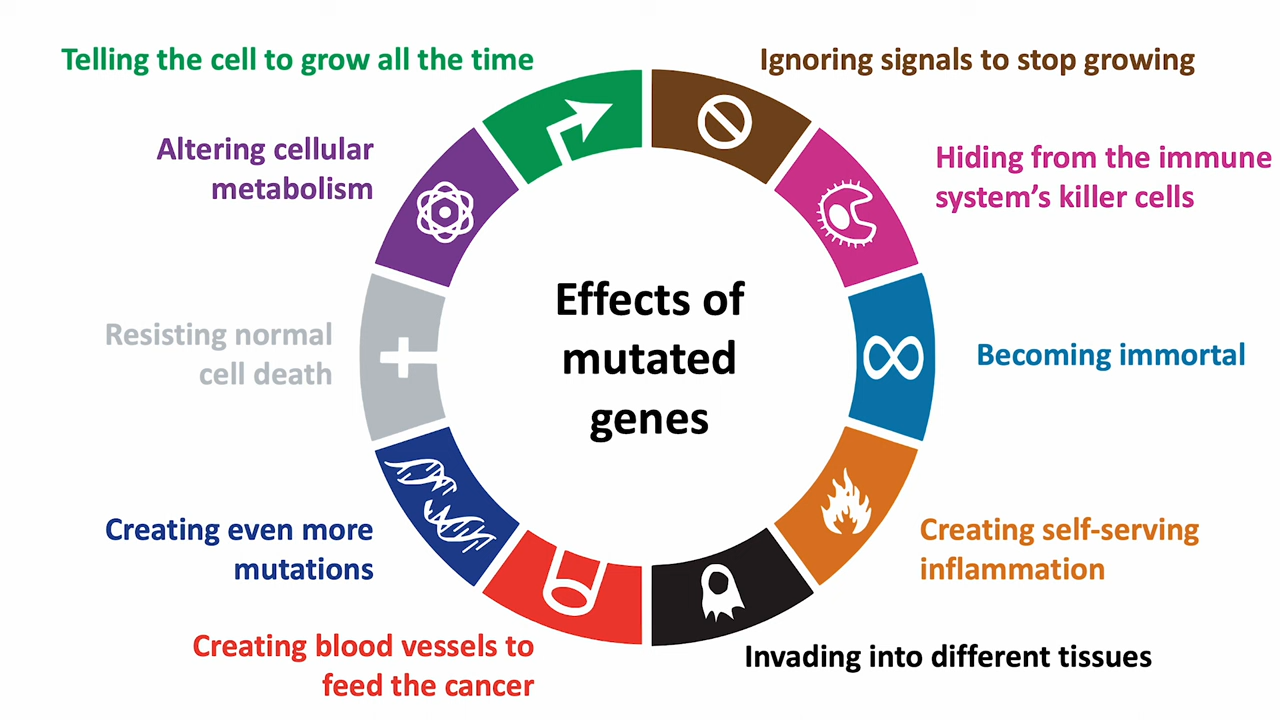 Telling the cell to grow all the time
Ignoring signals to stop growing
Altering cellular
metabolism
Hiding from the immune
system’s killer cells
Effects of
mutated
genes
Resisting normal
cell death
Becoming immortal
Creating even more
mutations
Creating self-serving
inflammation
Creating blood vessels to
feed the cancer
Invading into different tissues